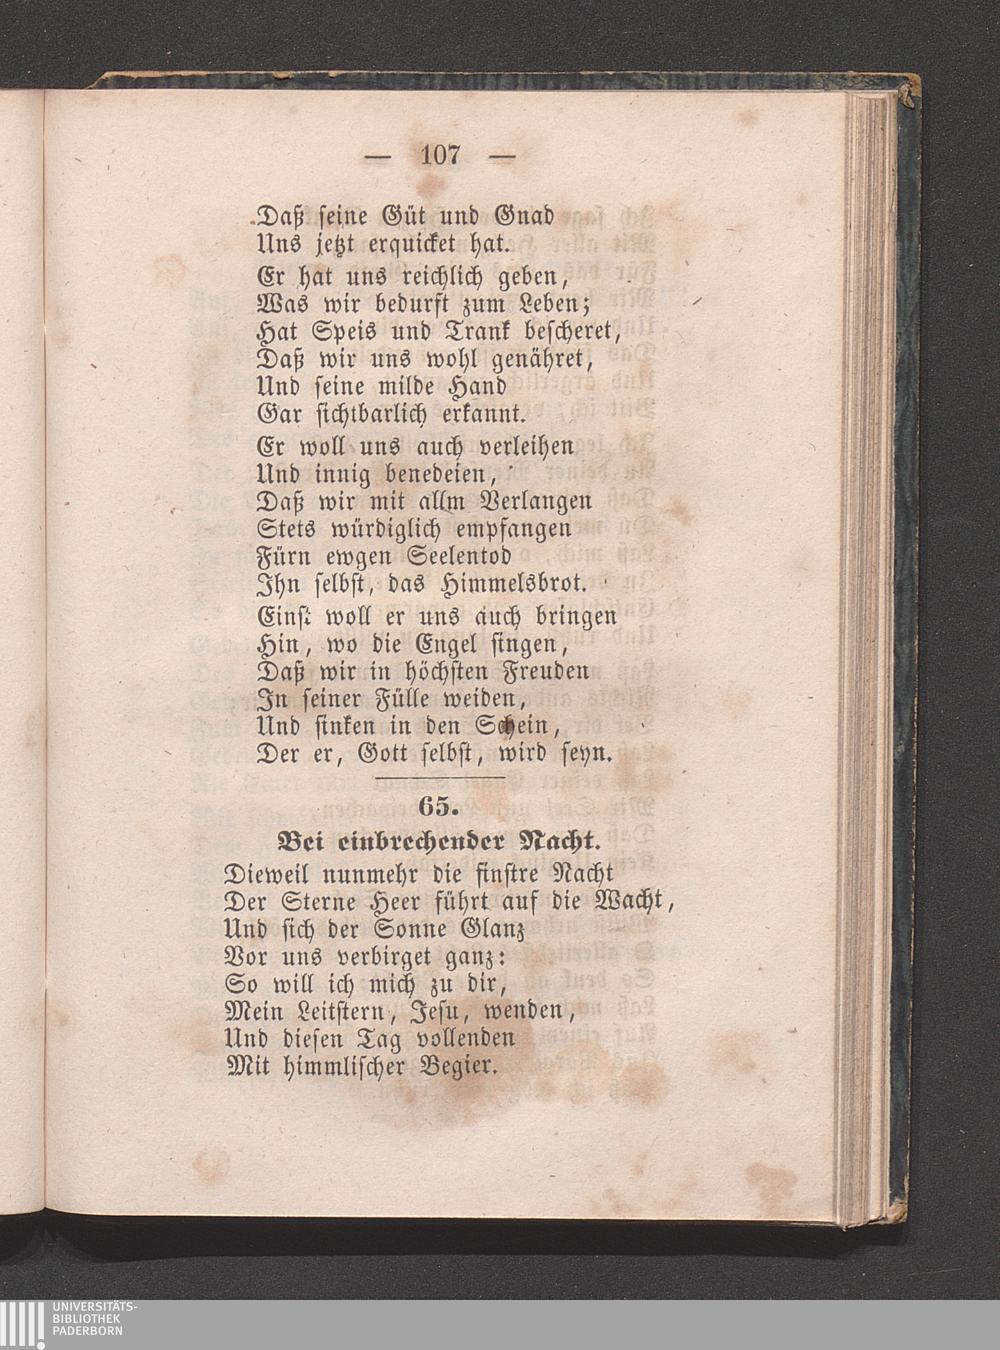 — 107 —
Daß seine Güt und Gnad
Uns jetzt erquicket hat.
Er hat uns reichlich geben,
Was wir bedurft zum Leben;
Hat Speis und Trank bescheret,
Daß wir uns wohl genähret,
Und seine milde Hand
Gar sichtbarlich erkannt.
Er woll uns auch verleihen
Und innig benedeien,
Daß wir mit allm Verlangen
Stets würdiglich empfangen
Fürn ewgen Seelentod
Ihn selbst, das Himmelsbrot.
Einst woll er uns auch bringen
Hin, wo die Engel singen,
Daß wir in höchsten Freuden
In seiner Fülle weiden,
Und sinken in den Schein,
Der er, Gott selbst, wird seyn.
65.
Bei einbrechender Nacht.
Dieweil nunmehr die finstre Nacht
Der Sterne Heer führt auf die Wacht,
Und sich der Sonne Glanz
Vor uns verbirget ganz:
So will ich mich zu dir,
Mein Leitstern, Jesu, wenden,
Und diesen Tag vollenden
Mit himmlischer Begier.
UNIVERSITÄTS-
BIBLIOTHEK
PADERBORN